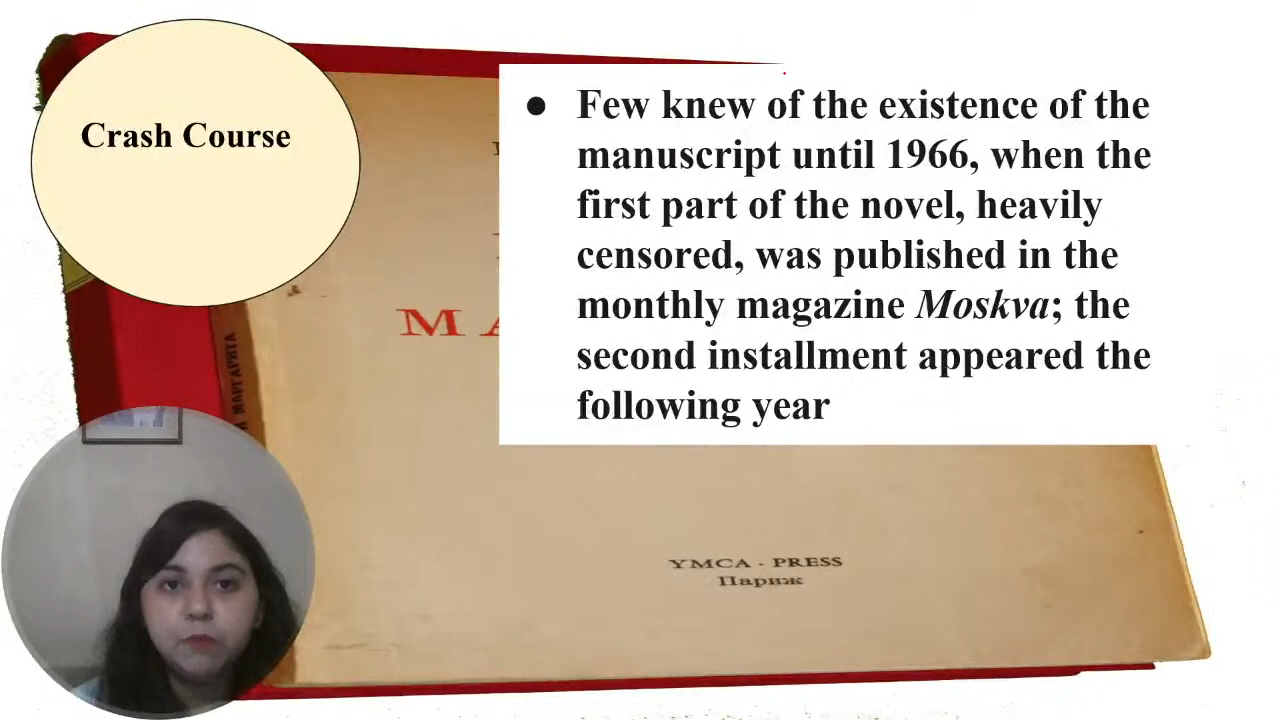 Crash Course
● Few knew of the existence of the
manuscript until 1966, when the
first part of the novel, heavily
censored, was published in the
monthly magazine Moskva; the
second installment appeared the
following year
МА
МАРГАРИТА
YMCA - PRESS
Париж